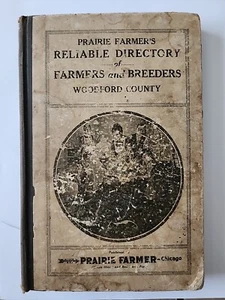 PRAIRIE FARMER'S
RELIABLE DIRECTORY
of
FARMERS and BREEDERS
WOODFORD COUNTY
PRAIRIE FARMER Chicago